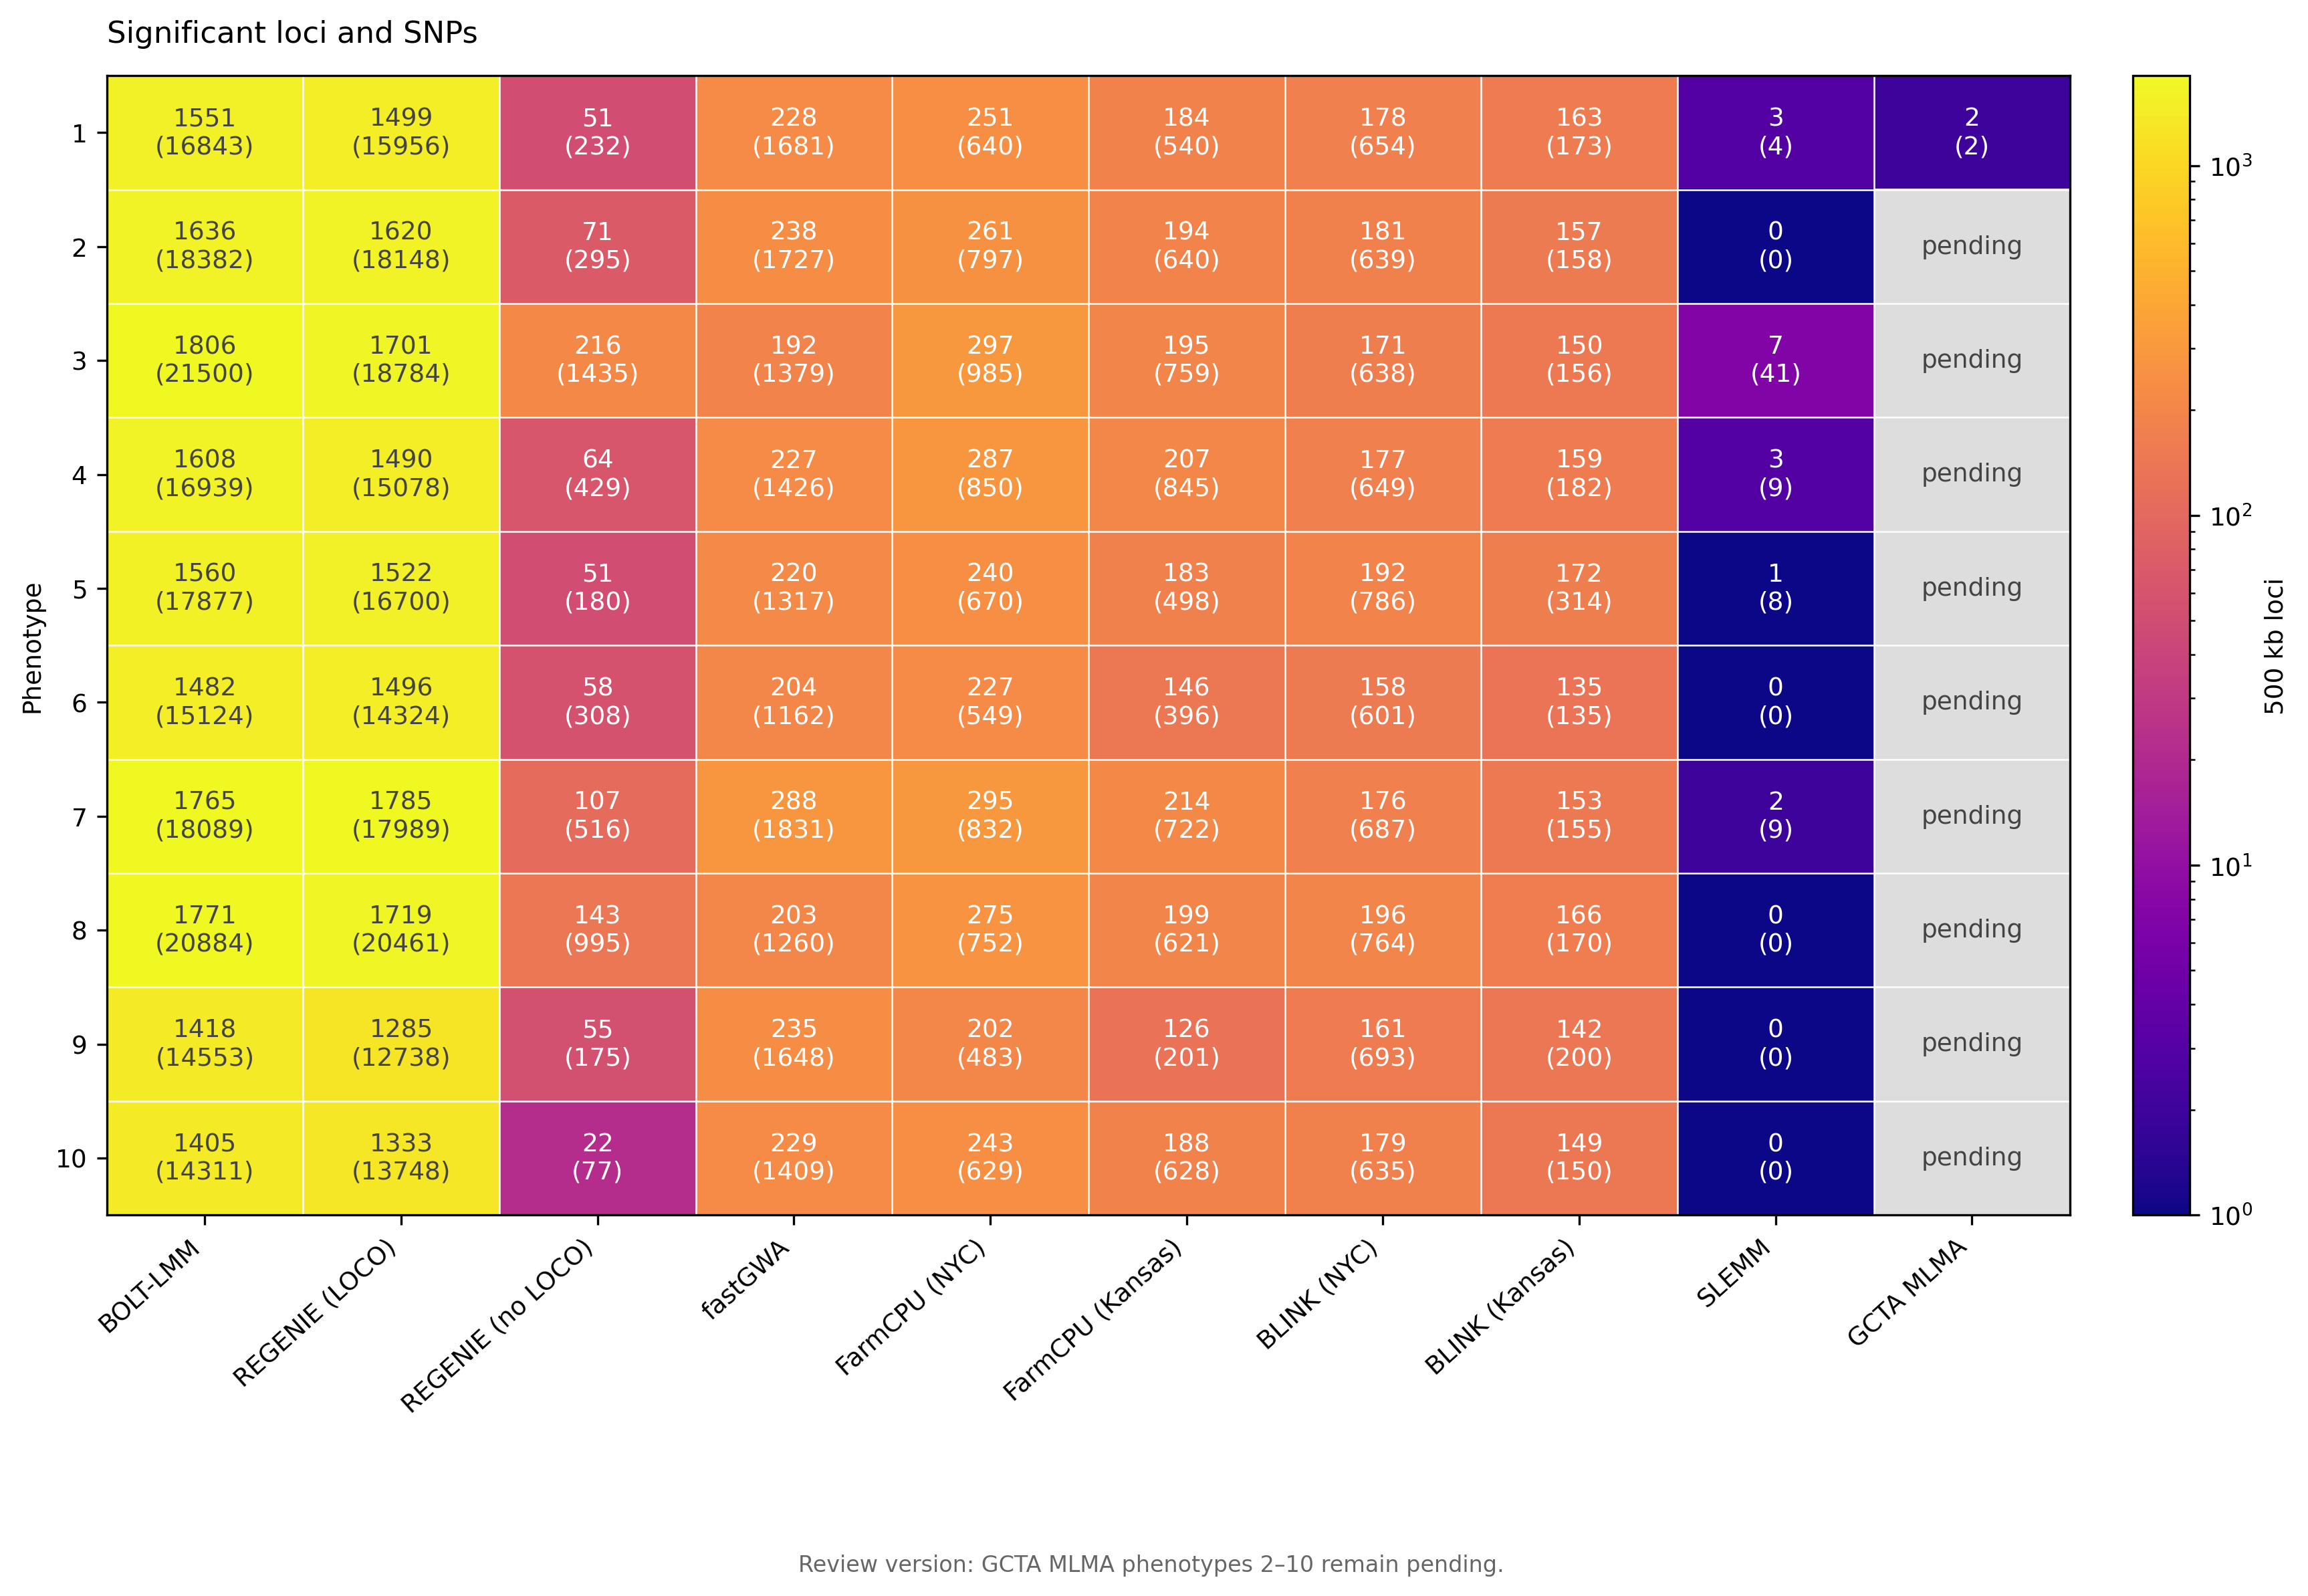 Significant loci and SNPs
1551 1499 51 228 251 184 178 163 3 2
1 (16843) (15956) (232) (1681) (640) (540) (654) (173) (4) (2)
1636 1620 71 238 261 194 181 157 0
2 (18382) (18148) (295) (1727) (797) (640) (639) (158) (0) pending
1806 1701 216 192 297 195 171 150 7
3 (21500) (18784) (1435) (1379) (985) (759) (638) (156) (41) pending
1608 1490 64 227 287 207 177 159 3
4 (16939) (15078) (429) (1426) (850) (845) (649) (182) (9) pending
1560 1522 51 220 240 183 192 172 1
5 (17877) (16700) (180) (1317) (670) (498) (786) (314) (8) pending
1482 1496 58 204 227 146 158 135 0
6 (15124) (14324) (308) (1162) (549) (396) (601) (135) (0) pending
1765 1785 107 288 295 214 176 153 2
7 (18089) (17989) (516) (1831) (832) (722) (687) (155) (9) pending
1771 1719 143 203 275 199 196 166 0
8 (20884) (20461) (995) (1260) (752) (621) (764) (170) (0) pending
1418 1285 55 235 202 126 161 142 0
9 (14553) (12738) (175) (1648) (483) (201) (693) (200) (0) pending
1405 1333 22 229 243 188 179 149 0
10 (14311) (13748) (77) (1409) (629) (628) (635) (150) (0) pending
Phenotype
BOLT-LMM
REGENIE (LOCO)
REGENIE (no LOCO)
fastGWA
FarmCPU (NYC)
FarmCPU (Kansas)
BLINK (NYC)
BLINK (Kansas)
SLEMM
GCTA MLMA
10³
10²
10¹
10⁰
500 kb loci
Review version: GCTA MLMA phenotypes 2–10 remain pending.